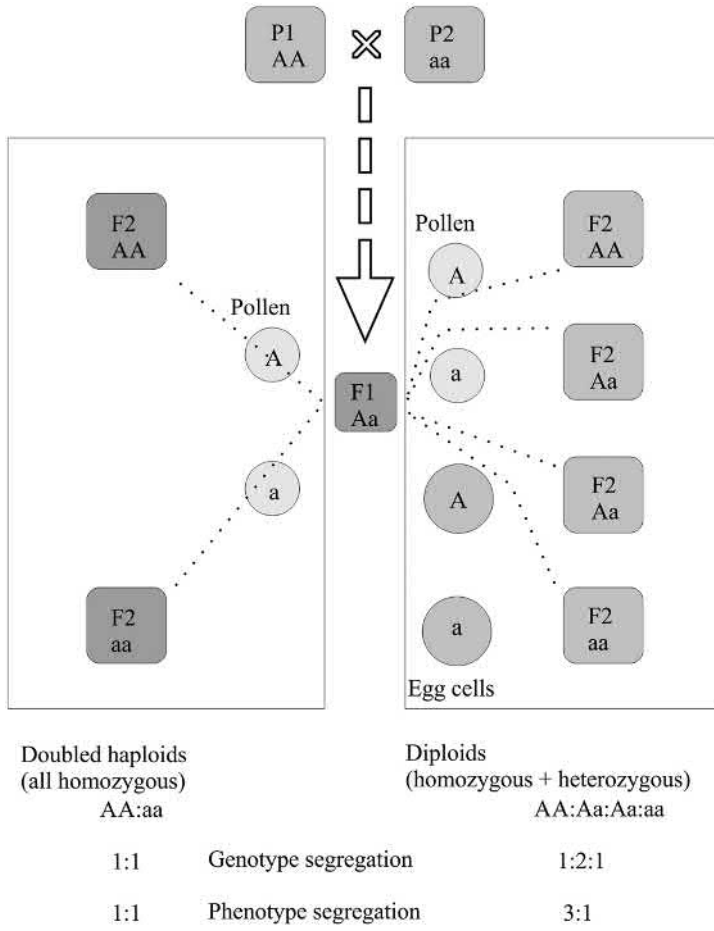 P1
AA
P2
aa
F2
AA
Pollen
A
a
F2
aa
F1
Aa
Pollen
A
a
A
a
Egg cells
F2
AA
F2
Aa
F2
Aa
F2
aa
Doubled haploids
(all homozygous)
AA:aa
Diploids
(homozygous + heterozygous)
AA:Aa:Aa:aa
1:1 Genotype segregation 1:2:1
1:1 Phenotype segregation 3:1